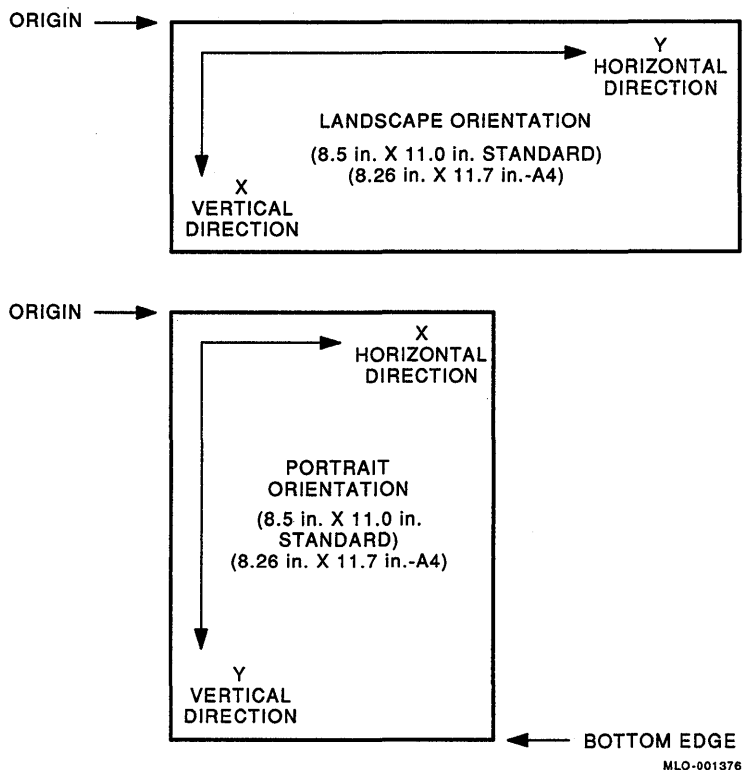 ORIGIN
Y
HORIZONTAL
DIRECTION
LANDSCAPE ORIENTATION
(8.5 in. X 11.0 in. STANDARD)
(8.26 in. X 11.7 in.-A4)
X
VERTICAL
DIRECTION
ORIGIN
X
HORIZONTAL
DIRECTION
PORTRAIT
ORIENTATION
(8.5 in. X 11.0 in.
STANDARD)
(8.26 in. X 11.7 in.-A4)
Y
VERTICAL
DIRECTION
BOTTOM EDGE
MLO-001376